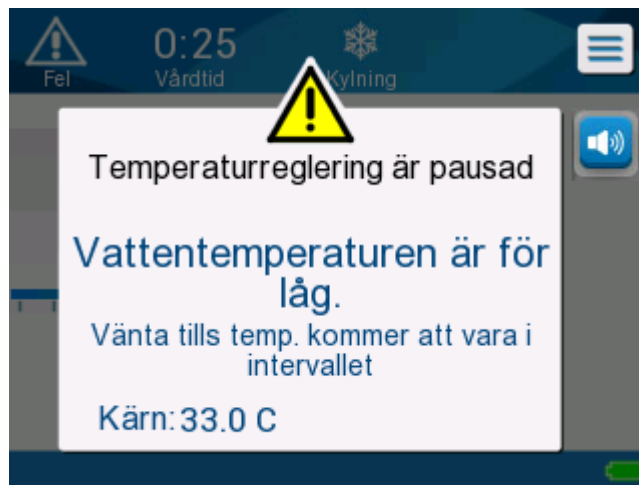 0:25
Fel
Vårdtid
Kylning
Temperaturreglering är pausad
Vattentemperaturen är för
låg.
Vänta tills temp. kommer att vara i
intervallet
Kärn: 33.0 C